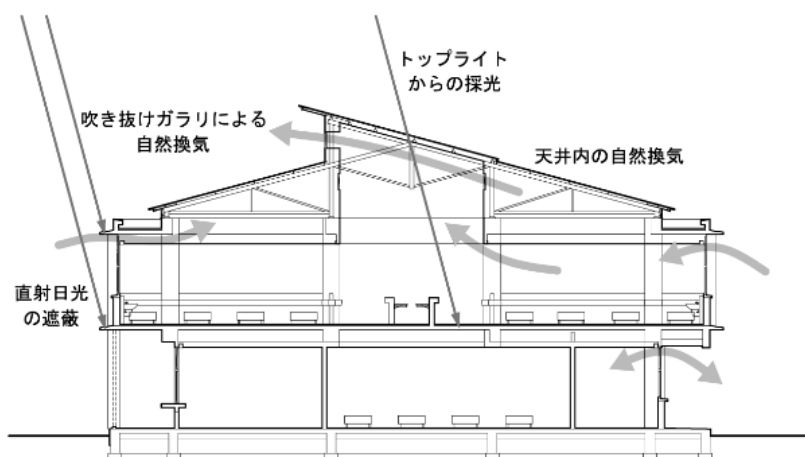 トップライト
からの採光
吹き抜けガラリによる
自然換気
天井内の自然換気
直射日光
の遮蔽